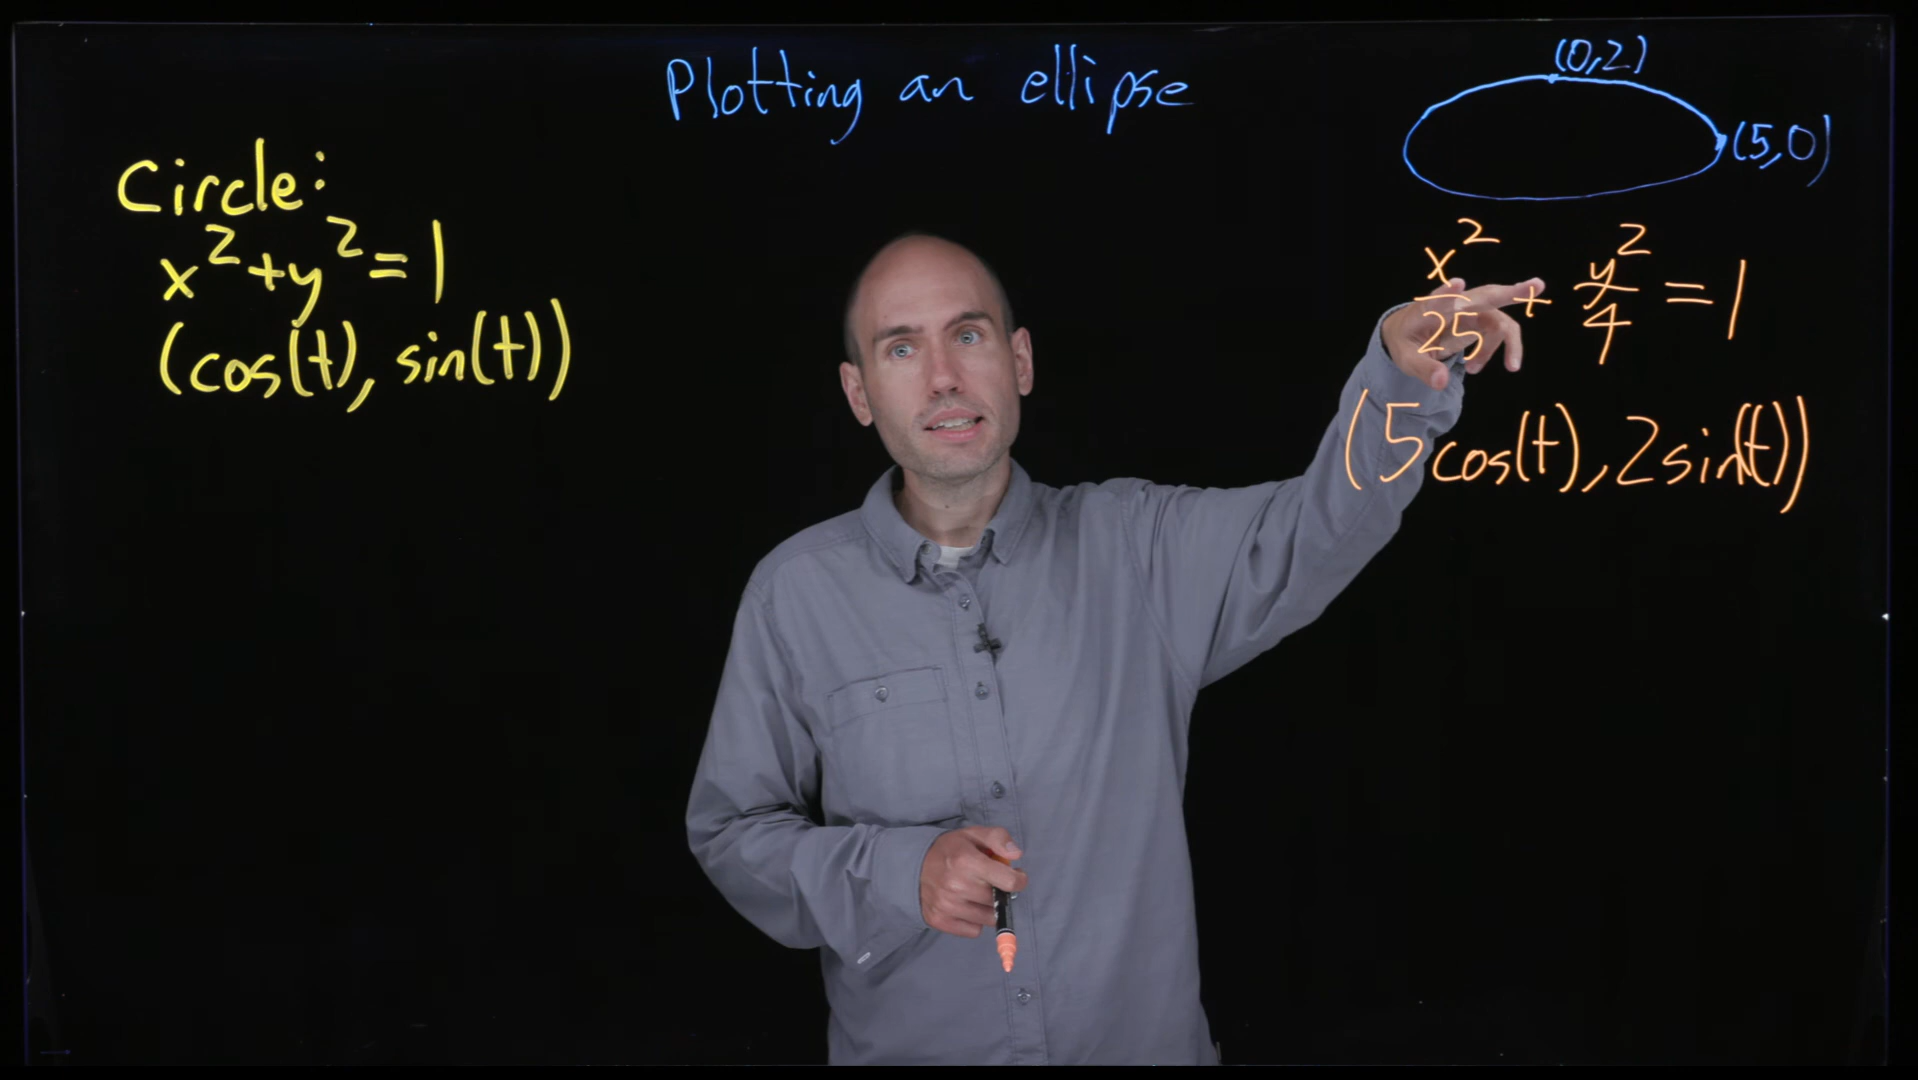 Plotting an ellipse
Circle:
x²+y²=1
(cos(t), sin(t))
(0,2)
(5,0)
x²/25 + y²/4 = 1
(5cos(t), 2sin(t))